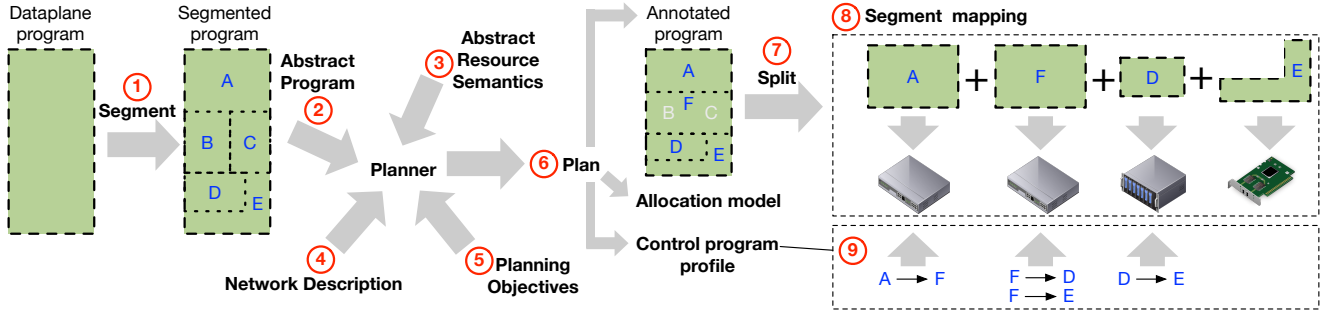 Dataplane
program
Segmented
program
1
Segment
A
B
C
D
E
Abstract
Program
2
3
Abstract
Resource
Semantics
Planner
4
Network Description
5
Planning
Objectives
6
Plan
Annotated
program
A
F
B
C
D
E
Allocation model
Control program
profile
7
Split
8
Segment mapping
A
+
F
+
D
+
E
9
A → F
F → D
F → E
D → E